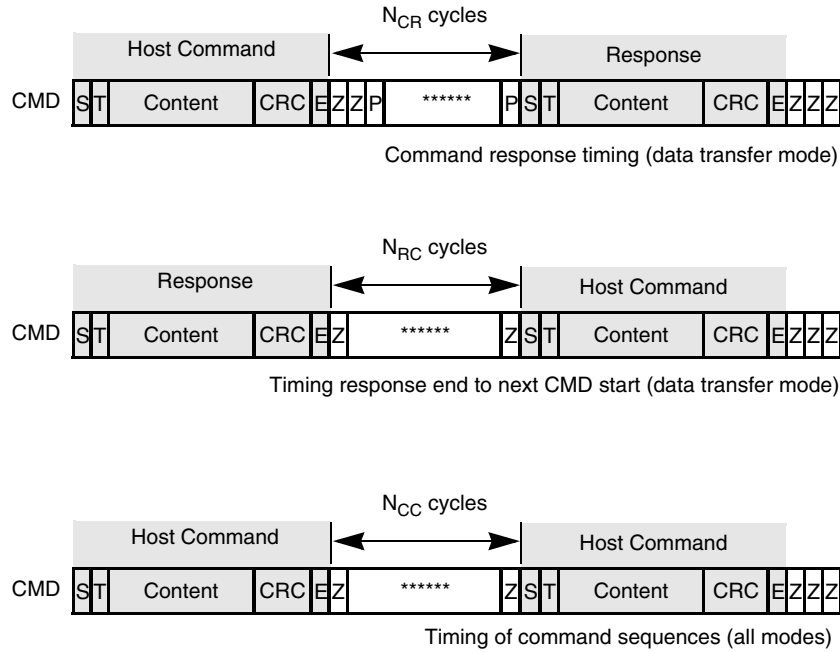 N_CR cycles
Host Command Response
CMD S T Content CRC E Z Z P ****** P S T Content CRC E Z Z Z
Command response timing (data transfer mode)
N_RC cycles
Response Host Command
CMD S T Content CRC E Z ****** Z S T Content CRC E Z Z Z
Timing response end to next CMD start (data transfer mode)
N_CC cycles
Host Command Host Command
CMD S T Content CRC E Z ****** Z S T Content CRC E Z Z Z
Timing of command sequences (all modes)